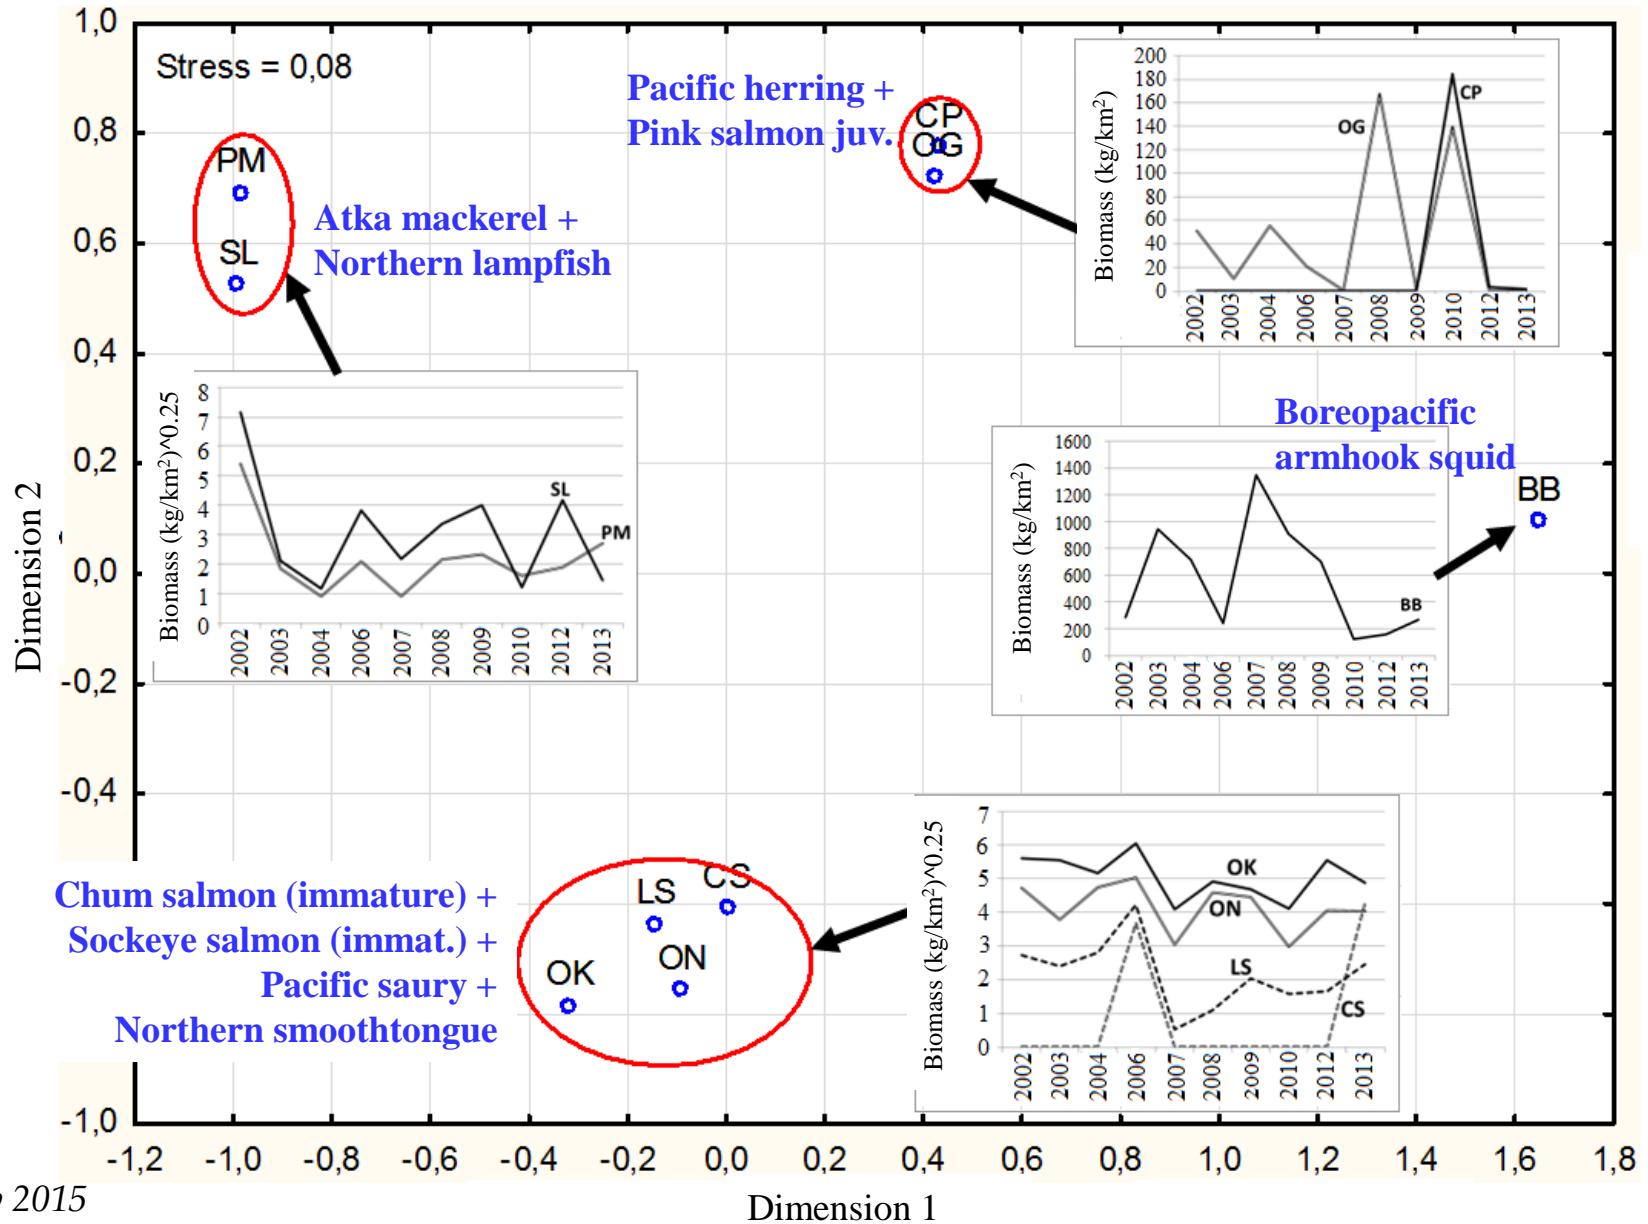 1,0
0,8
0,6
0,4
0,2
0,0
-0,2
-0,4
-1,0
Dimension 2
Stress = 0,08
PM
SL
Atka mackerel +
Northern lampfish
Pacific herring +
Pink salmon juv.
CP
OG
Biomass (kg/km²)
200
180
160
140
120
100
80
60
40
20
0
OG
CP
2002
2003
2004
2006
2007
2008
2009
2010
2012
2013
Biomass (kg/km²)^0.25
8
7
6
5
4
3
2
1
0
SL
PM
2002
2003
2004
2006
2007
2008
2009
2010
2012
2013
Boreopacific
armhook squid
BB
Biomass (kg/km²)
1600
1400
1200
1000
800
600
400
200
0
BB
2002
2003
2004
2006
2007
2008
2009
2010
2012
2013
Chum salmon (immature) +
Sockeye salmon (immat.) +
Pacific saury +
Northern smoothtongue
LS
CS
ON
OK
Biomass (kg/km²)^0.25
7
6
5
4
3
2
1
0
OK
ON
LS
CS
2002
2003
2004
2006
2007
2008
2009
2010
2012
2013
-1,2 -1,0 -0,8 -0,6 -0,4 -0,2 0,0 0,2 0,4 0,6 0,8 1,0 1,2 1,4 1,6 1,8
Dimension 1
2015